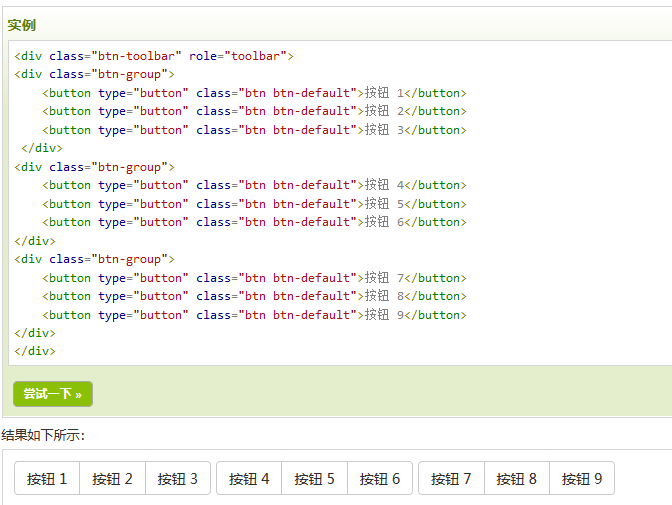 实例
<div class="btn-toolbar" role="toolbar">
<div class="btn-group">
    <button type="button" class="btn btn-default">按钮 1</button>
    <button type="button" class="btn btn-default">按钮 2</button>
    <button type="button" class="btn btn-default">按钮 3</button>
 </div>
<div class="btn-group">
    <button type="button" class="btn btn-default">按钮 4</button>
    <button type="button" class="btn btn-default">按钮 5</button>
    <button type="button" class="btn btn-default">按钮 6</button>
</div>
<div class="btn-group">
    <button type="button" class="btn btn-default">按钮 7</button>
    <button type="button" class="btn btn-default">按钮 8</button>
    <button type="button" class="btn btn-default">按钮 9</button>
</div>
</div>
尝试一下 »
结果如下所示：
按钮 1 按钮 2 按钮 3 按钮 4 按钮 5 按钮 6 按钮 7 按钮 8 按钮 9